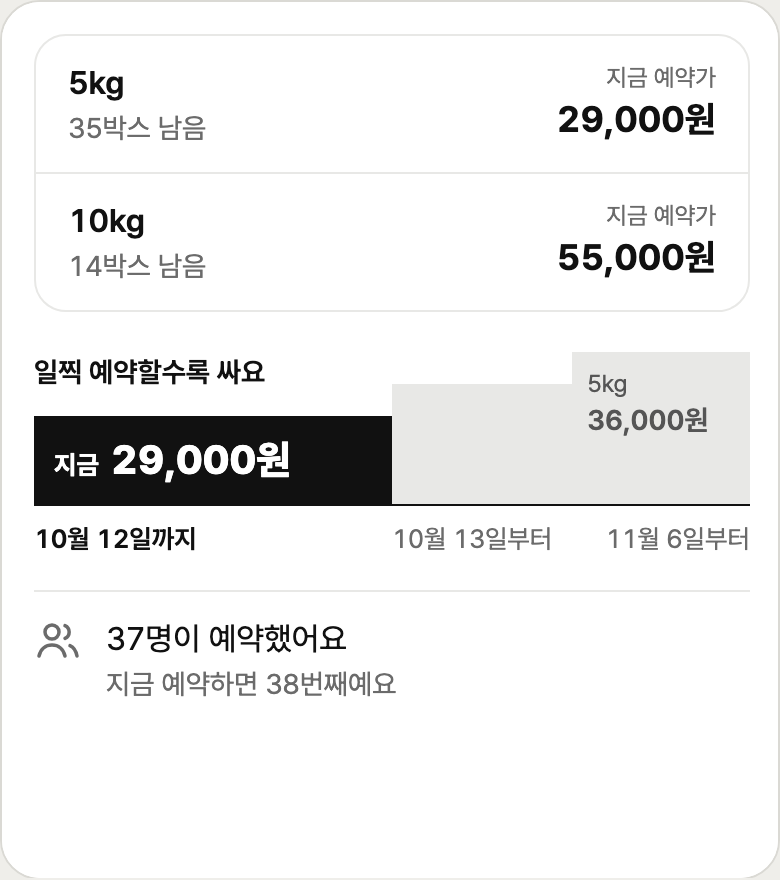 5kg
35박스 남음
지금 예약가
29,000원
10kg
14박스 남음
지금 예약가
55,000원
일찍 예약할수록 싸요
5kg
36,000원
지금 29,000원
10월 12일까지
10월 13일부터
11월 6일부터
37명이 예약했어요
지금 예약하면 38번째예요